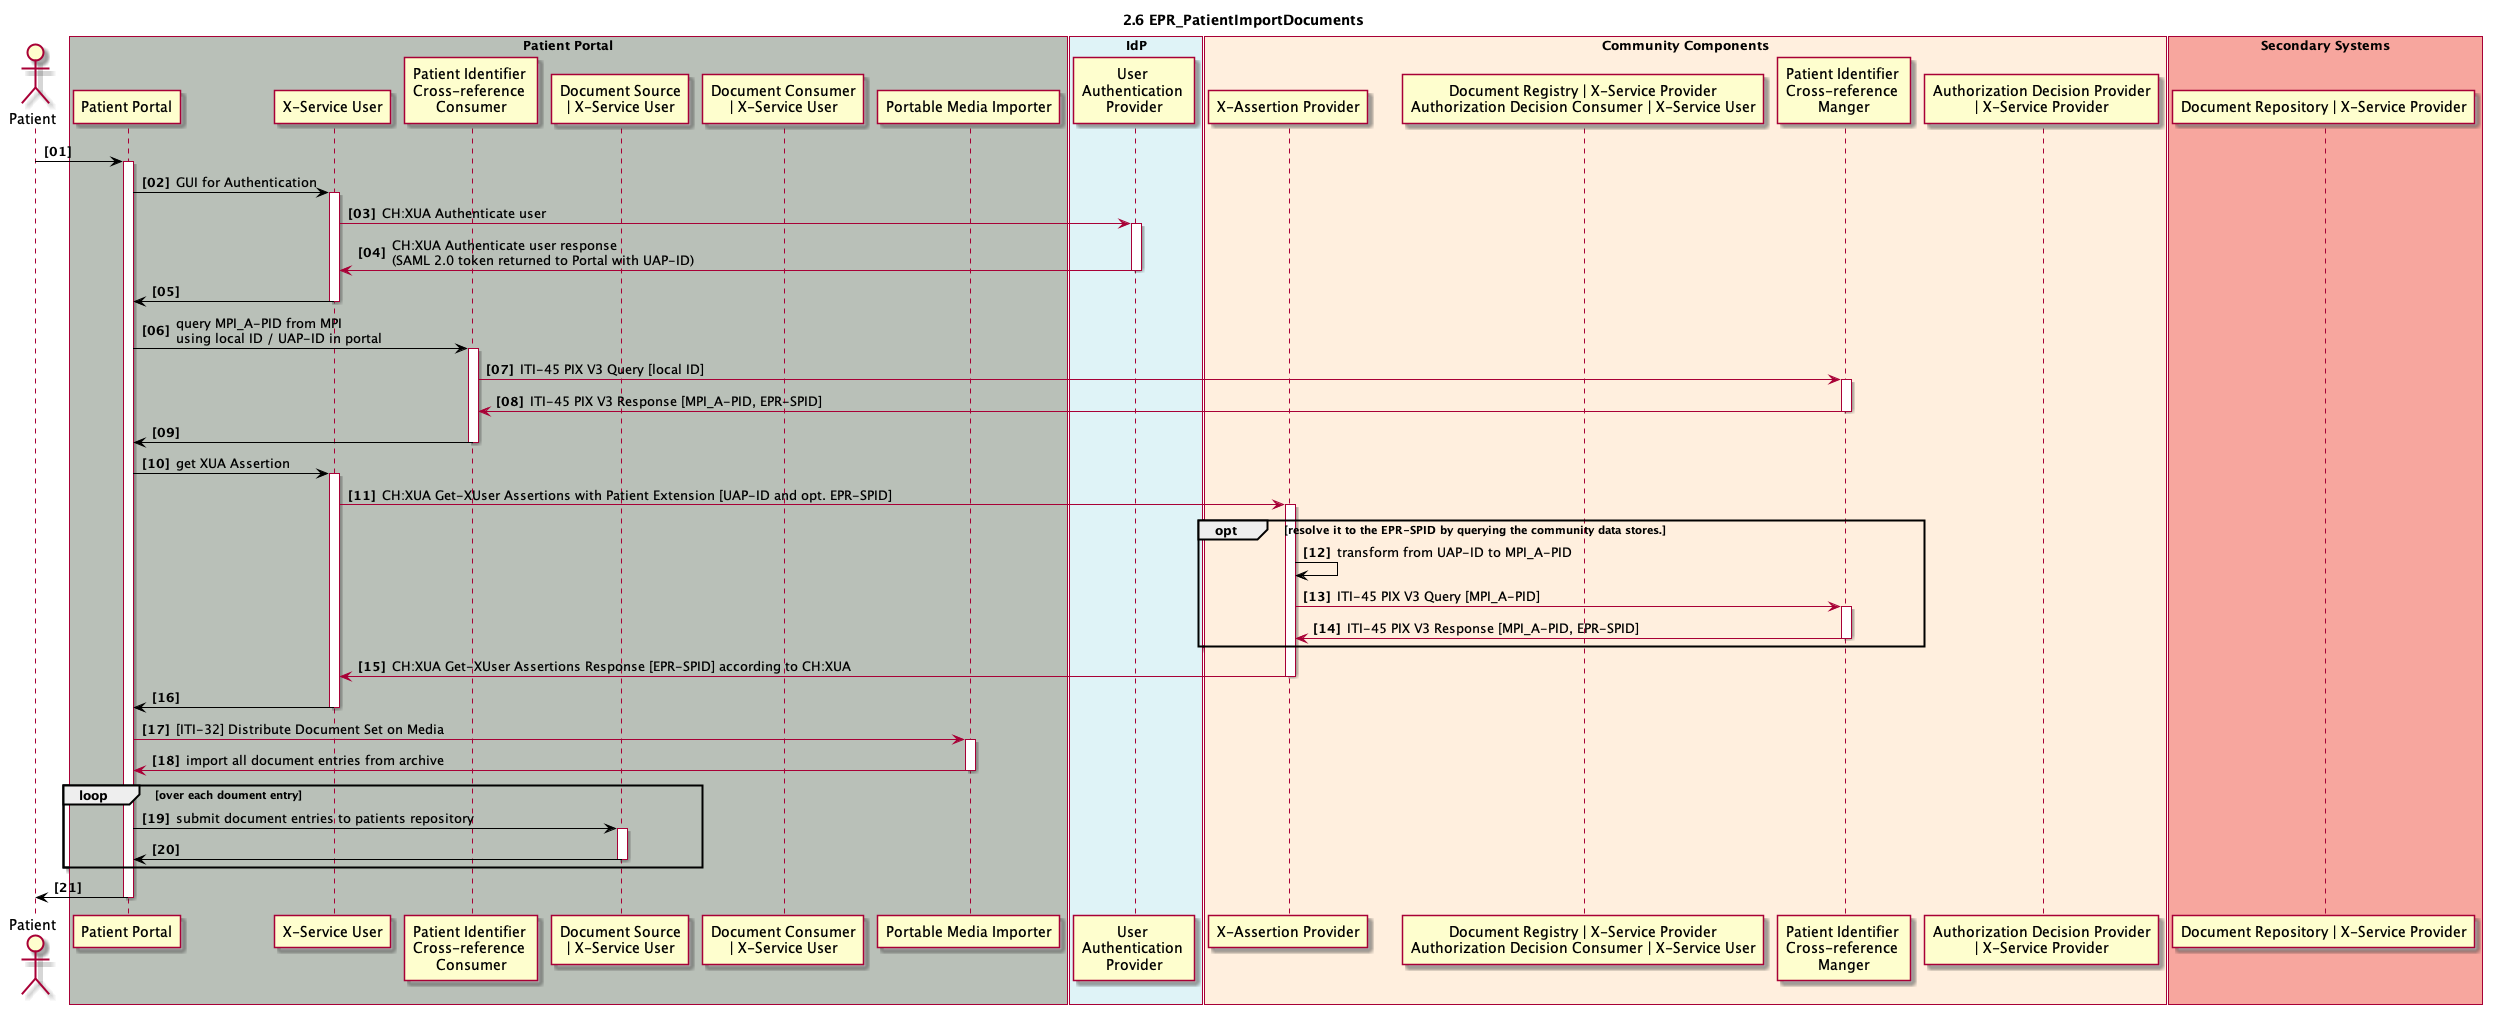 2.6 EPR_PatientImportDocuments
Patient Portal
IdP
Community Components
Secondary Systems
Patient
Patient Portal
X-Service User
Patient Identifier
Cross-reference
Consumer
Document Source
| X-Service User
Document Consumer
| X-Service User
Portable Media Importer
User
Authentication
Provider
X-Assertion Provider
Document Registry | X-Service Provider
Authorization Decision Consumer | X-Service User
Patient Identifier
Cross-reference
Manger
Authorization Decision Provider
| X-Service Provider
Document Repository | X-Service Provider
[01]
[02] GUI for Authentication
[03] CH:XUA Authenticate user
[04] CH:XUA Authenticate user response
(SAML 2.0 token returned to Portal with UAP-ID)
[05]
[06] query MPI_A-PID from MPI
using local ID / UAP-ID in portal
[07] ITI-45 PIX V3 Query [local ID]
[08] ITI-45 PIX V3 Response [MPI_A-PID, EPR-SPID]
[09]
[10] get XUA Assertion
[11] CH:XUA Get-XUser Assertions with Patient Extension [UAP-ID and opt. EPR-SPID]
opt [resolve it to the EPR-SPID by querying the community data stores.]
[12] transform from UAP-ID to MPI_A-PID
[13] ITI-45 PIX V3 Query [MPI_A-PID]
[14] ITI-45 PIX V3 Response [MPI_A-PID, EPR-SPID]
[15] CH:XUA Get-XUser Assertions Response [EPR-SPID] according to CH:XUA
[16]
[17] [ITI-32] Distribute Document Set on Media
[18] import all document entries from archive
loop [over each doument entry]
[19] submit document entries to patients repository
[20]
[21]
Patient
Patient Portal
X-Service User
Patient Identifier
Cross-reference
Consumer
Document Source
| X-Service User
Document Consumer
| X-Service User
Portable Media Importer
User
Authentication
Provider
X-Assertion Provider
Document Registry | X-Service Provider
Authorization Decision Consumer | X-Service User
Patient Identifier
Cross-reference
Manger
Authorization Decision Provider
| X-Service Provider
Document Repository | X-Service Provider